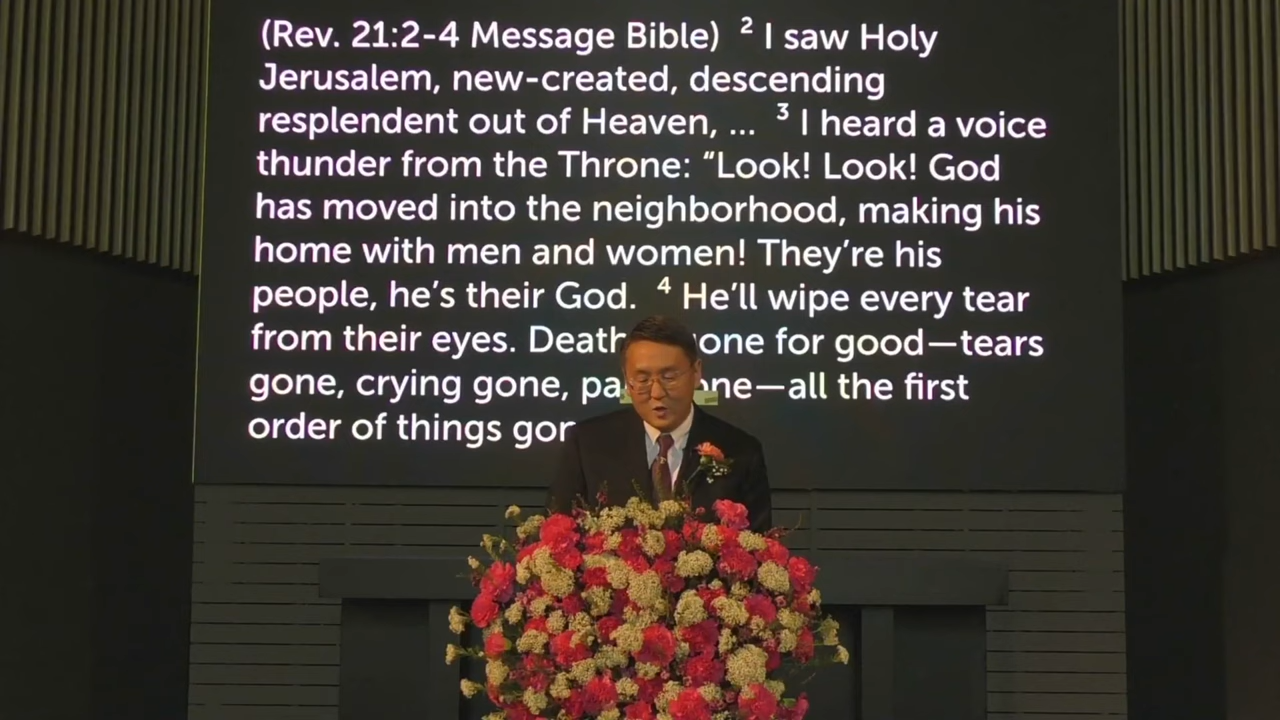 (Rev. 21:2-4 Message Bible) ² I saw Holy
Jerusalem, new-created, descending
resplendent out of Heaven, ... ³ I heard a voice
thunder from the Throne: “Look! Look! God
has moved into the neighborhood, making his
home with men and women! They’re his
people, he’s their God. ⁴ He’ll wipe every tear
from their eyes. Death for good—tears
gone, crying gone, all the first
order of things